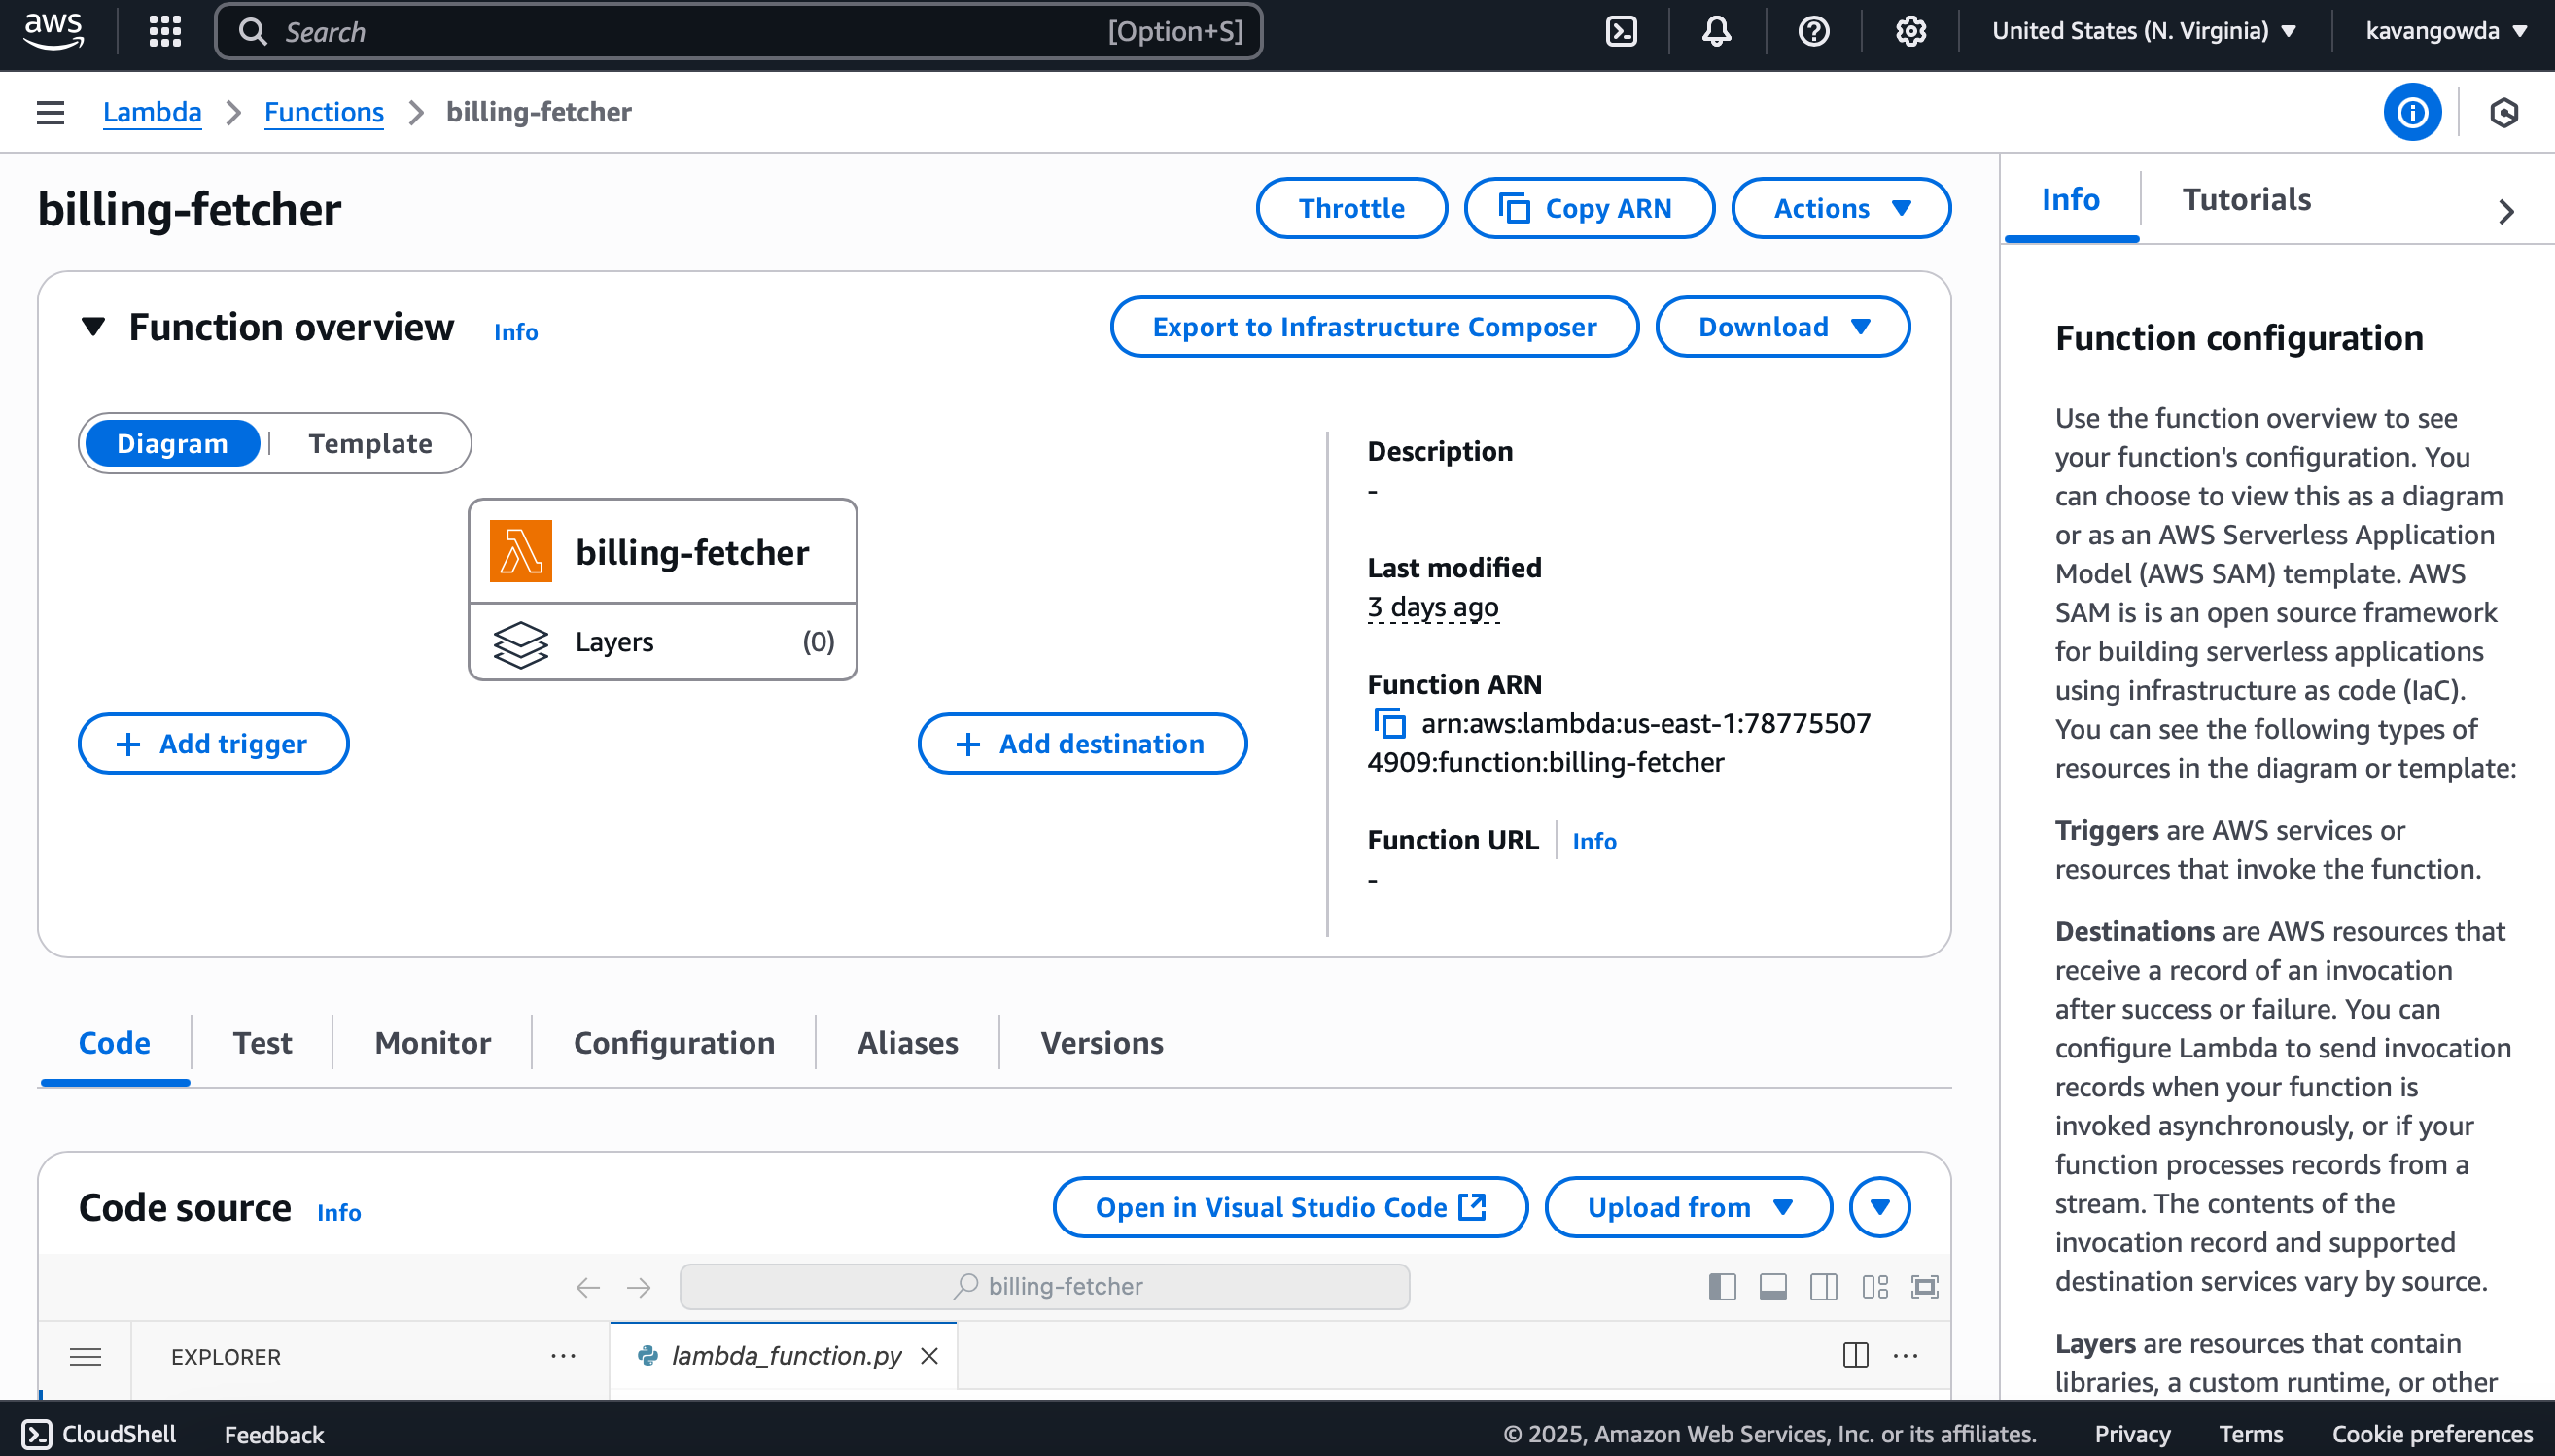 aws
Search
[Option+S]
United States (N. Virginia)
kavangowda
Lambda
Functions
billing-fetcher
billing-fetcher
Throttle
Copy ARN
Actions
Function overview
Info
Export to Infrastructure Composer
Download
Diagram
Template
billing-fetcher
Layers
(0)
Add trigger
Add destination
Description
-
Last modified
3 days ago
Function ARN
arn:aws:lambda:us-east-1:78775507
4909:function:billing-fetcher
Function URL
Info
-
Code
Test
Monitor
Configuration
Aliases
Versions
Code source
Info
Open in Visual Studio Code
Upload from
billing-fetcher
EXPLORER
lambda_function.py
Info
Tutorials
Function configuration
Use the function overview to see
your function's configuration. You
can choose to view this as a diagram
or as an AWS Serverless Application
Model (AWS SAM) template. AWS
SAM is is an open source framework
for building serverless applications
using infrastructure as code (IaC).
You can see the following types of
resources in the diagram or template:
Triggers are AWS services or
resources that invoke the function.
Destinations are AWS resources that
receive a record of an invocation
after success or failure. You can
configure Lambda to send invocation
records when your function is
invoked asynchronously, or if your
function processes records from a
stream. The contents of the
invocation record and supported
destination services vary by source.
Layers are resources that contain
libraries, a custom runtime, or other
CloudShell
Feedback
© 2025, Amazon Web Services, Inc. or its affiliates.
Privacy
Terms
Cookie preferences